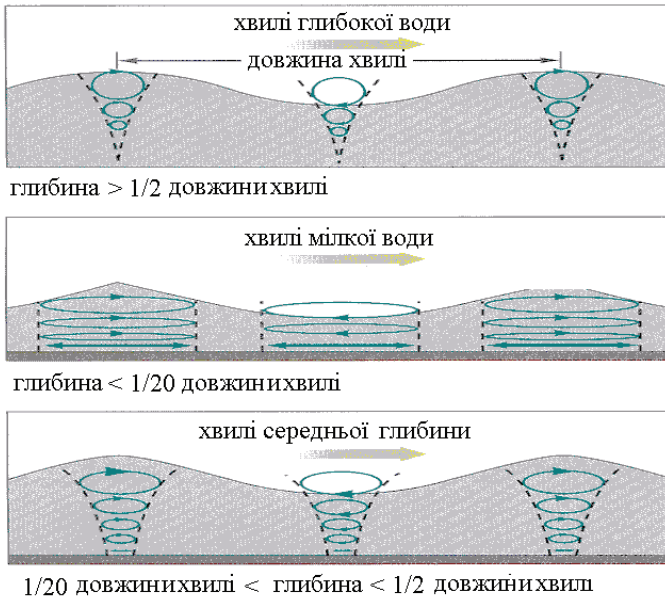 хвилі глибокої води
довжина хвилі
глибина > 1/2 довжини хвилі
хвилі мілкої води
глибина < 1/20 довжини хвилі
хвилі середньої глибини
1/20 довжини хвилі < глибина < 1/2 довжини хвилі